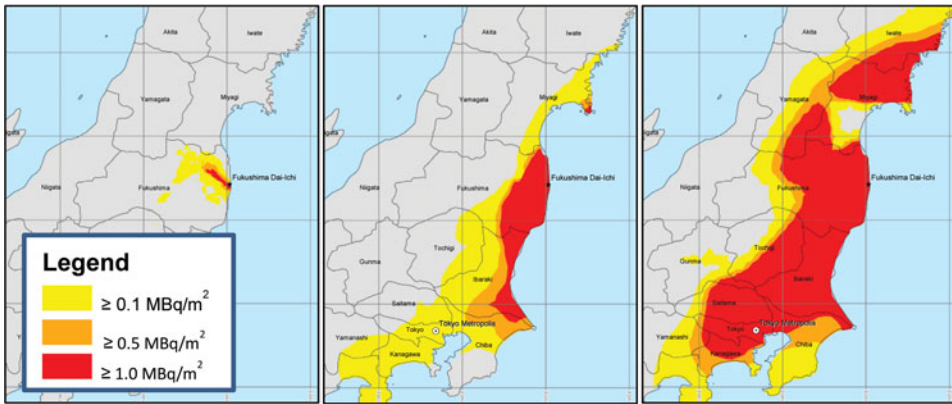 Akita
Iwate
Yamagata
Miyagi
Niigata
Fukushima Dai-Ichi
Fukushima
Legend
≥ 0.1 MBq/m²
≥ 0.5 MBq/m²
≥ 1.0 MBq/m²
Akita
Iwate
Yamagata
Miyagi
Niigata
Fukushima Dai-Ichi
Fukushima
Tochigi
Gunma
Ibaraki
Saitama
Tokyo Metropolis
Tokyo
Yamanashi
Chiba
Kanagawa
Akita
Iwate
Yamagata
Miyagi
Niigata
Fukushima Dai-Ichi
Fukushima
Tochigi
Gunma
Ibaraki
Saitama
Tokyo Metropolis
Tokyo
Yamanashi
Chiba
Kanagawa